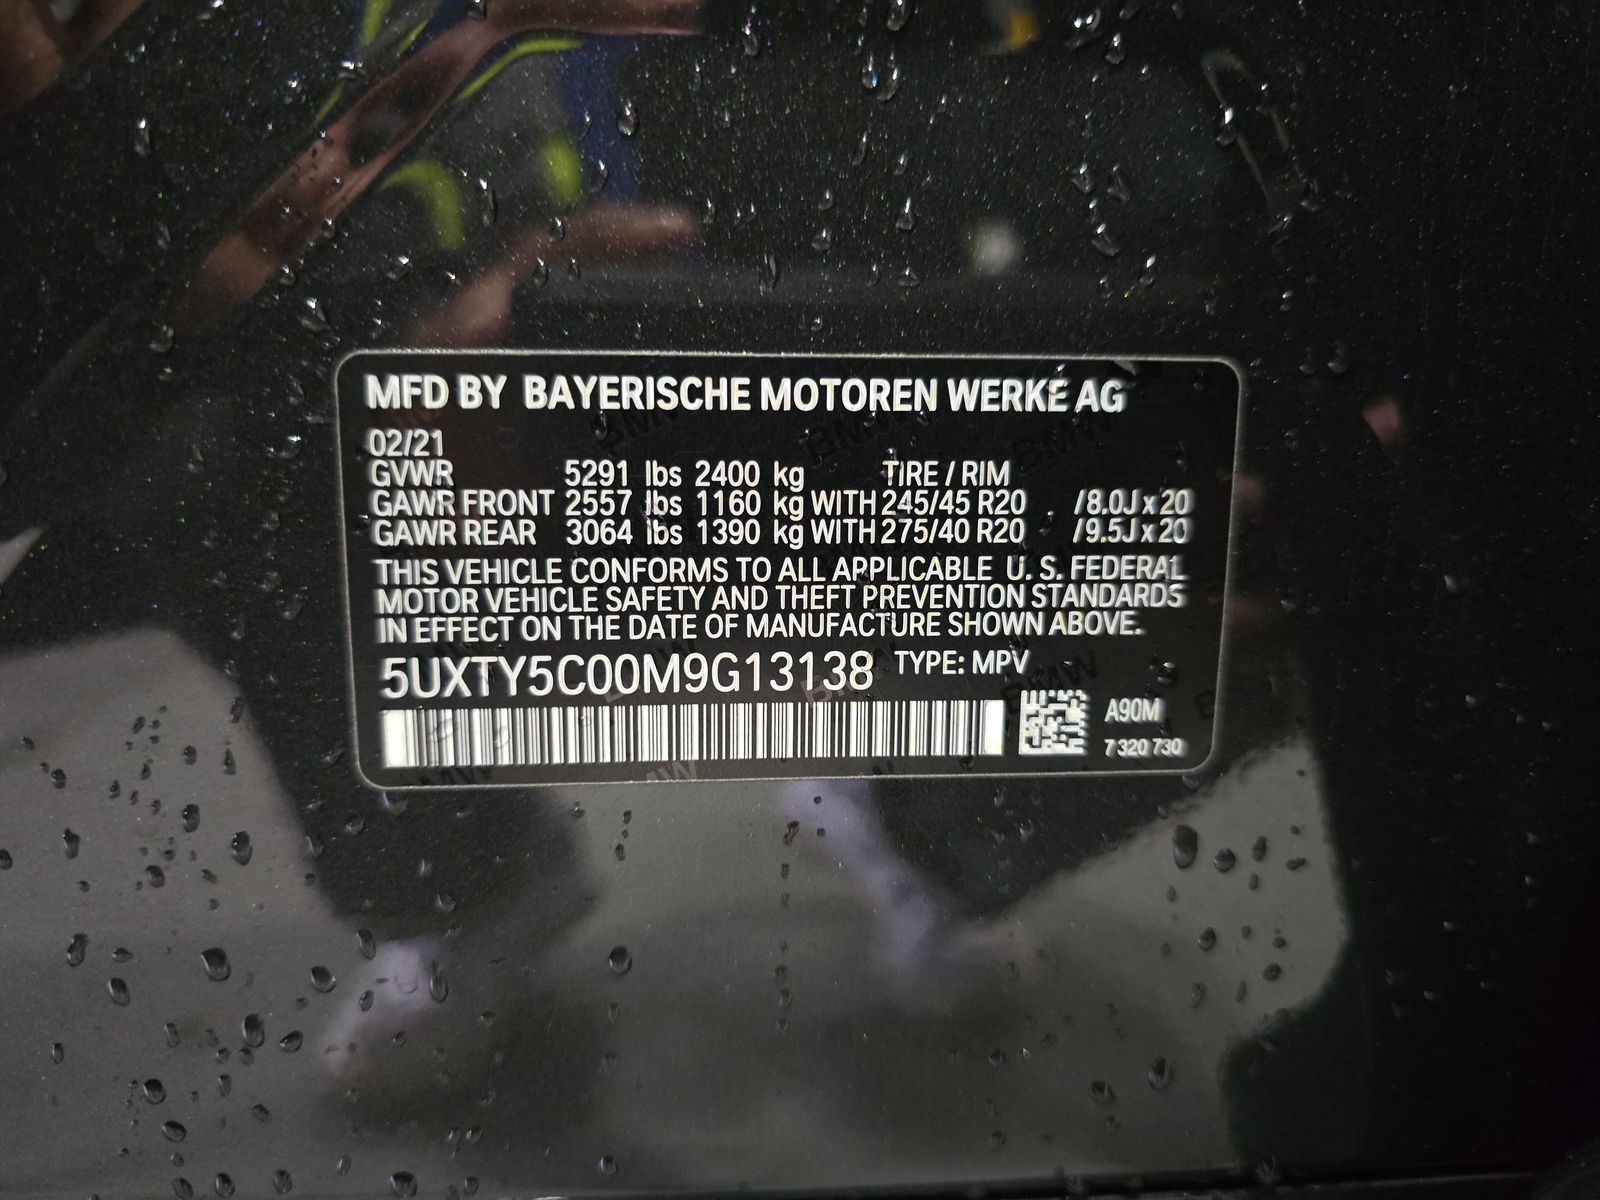 MFD BY BAYERISCHE MOTOREN WERKE AG
02/21
GVWR 5291 lbs 2400 kg TIRE / RIM
GAWR FRONT 2557 lbs 1160 kg WITH 245/45 R20 /8.0J x 20
GAWR REAR 3064 lbs 1390 kg WITH 275/40 R20 /9.5J x 20
THIS VEHICLE CONFORMS TO ALL APPLICABLE U. S. FEDERAL
MOTOR VEHICLE SAFETY AND THEFT PREVENTION STANDARDS
IN EFFECT ON THE DATE OF MANUFACTURE SHOWN ABOVE.
5UXTY5C00M9G13138 TYPE: MPV
A90M
7 320 730